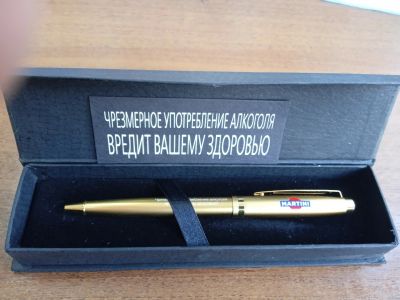 ЧРЕЗМЕРНОЕ УПОТРЕБЛЕНИЕ АЛКОГОЛЯ
ВРЕДИТ ВАШЕМУ ЗДОРОВЬЮ
MARTINI